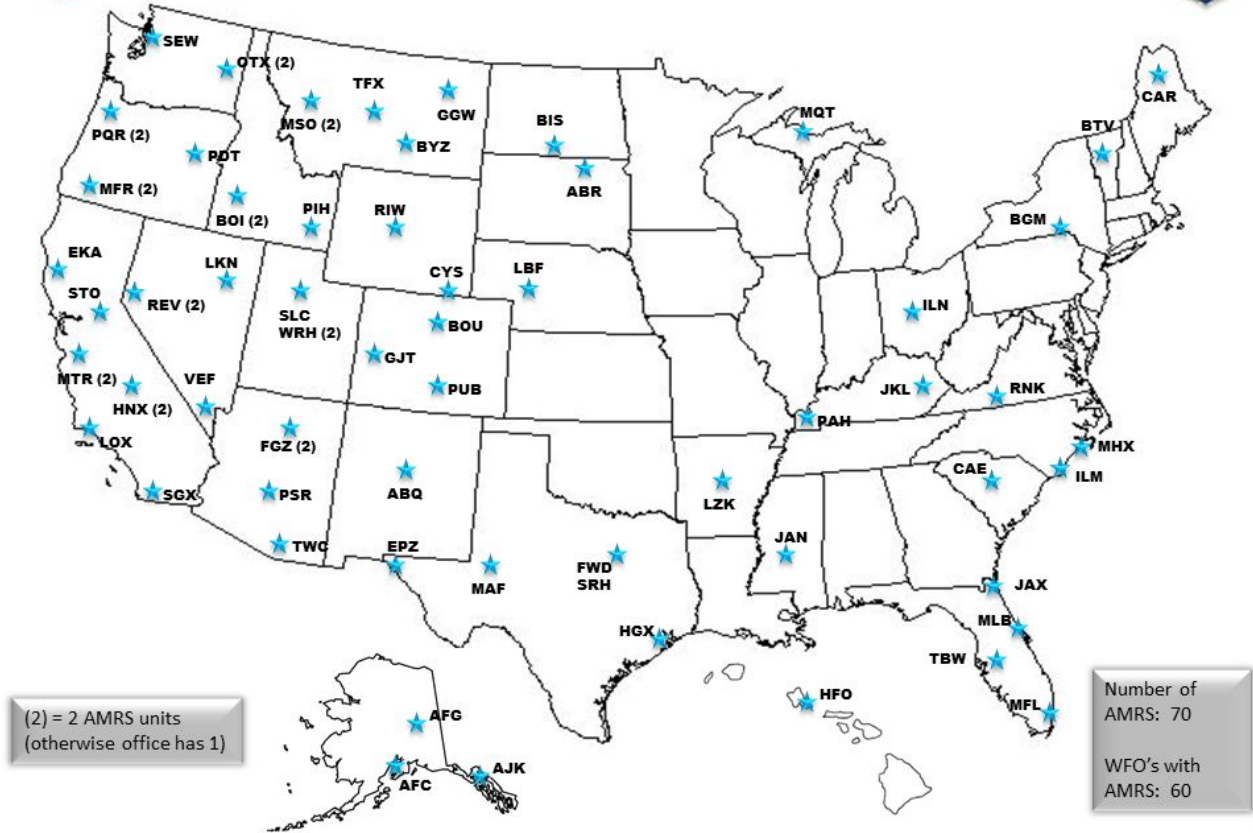 SEW
OTX (2)
PQR (2)
PDT
MFR (2)
MSO (2)
TFX
GGW
BYZ
BOI (2)
PIH
RIW
BIS
ABR
MQT
CAR
BTV
BGM
EKA
STO
REV (2)
LKN
SLC
WRH (2)
CYS
LBF
BOU
GJT
PUB
ILN
JKL
RNK
PAH
MTR (2)
HNX (2)
VEF
LOX
SGX
FGZ (2)
PSR
TWC
ABQ
EPZ
MAF
FWD
SRH
HGX
LZK
JAN
CAE
MHX
ILM
JAX
MLB
TBW
MFL
AFG
AFC
AJK
HFO
(2) = 2 AMRS units
(otherwise office has 1)
Number of
AMRS: 70
WFO's with
AMRS: 60